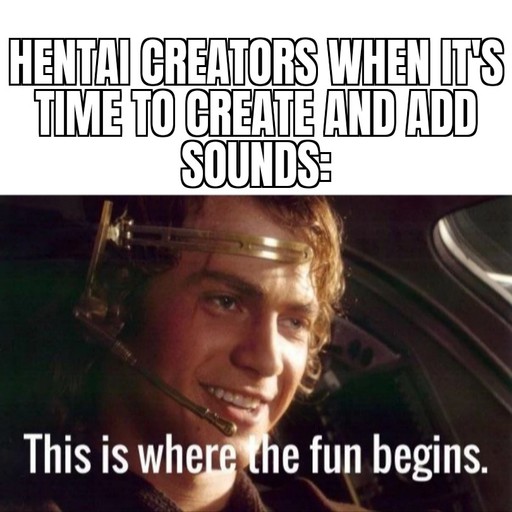 HENTAI CREATORS WHEN IT'S
TIME TO CREATE AND ADD
SOUNDS:
This is where the fun begins.